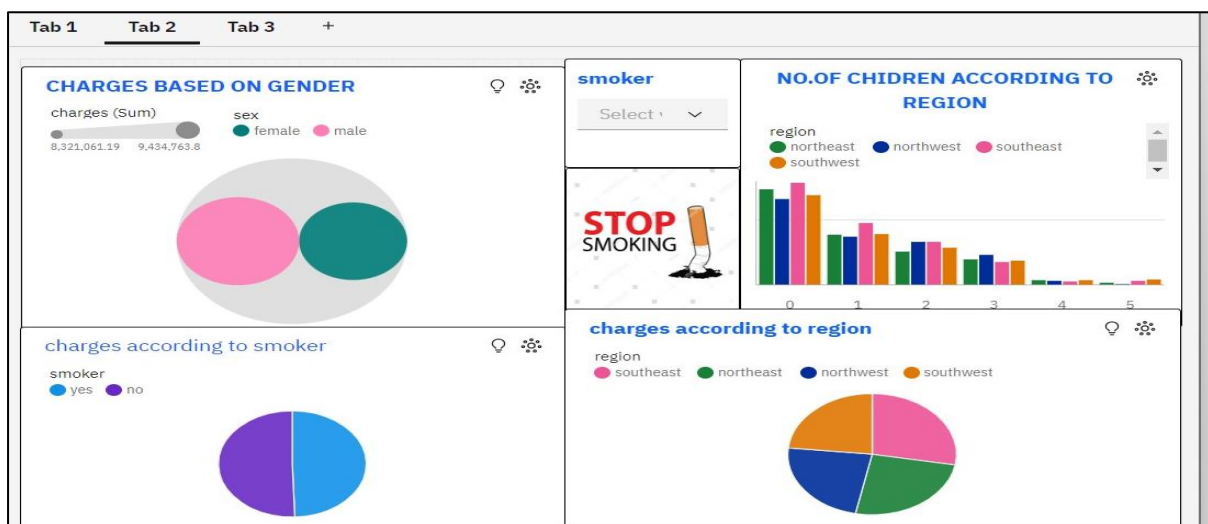 Tab 1 Tab 2 Tab 3 +
CHARGES BASED ON GENDER
charges (Sum)
8,321,061.19 9,434,763.8
sex
female male
smoker
Select
STOP
SMOKING
NO.OF CHIDREN ACCORDING TO
REGION
region
northeast northwest southeast
southwest
0 1 2 3 4 5
charges according to smoker
smoker
yes no
charges according to region
region
southeast northeast northwest southwest